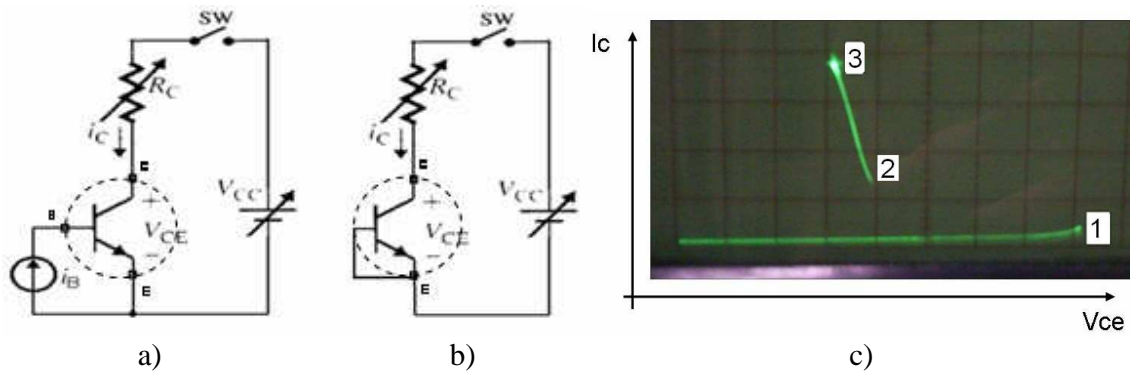 SW
R_C
i_C
C
B
+
V_CE
−
i_B
E
V_CC
a)
SW
R_C
i_C
C
+
V_CE
−
E
V_CC
b)
Ic
3
2
1
Vce
c)